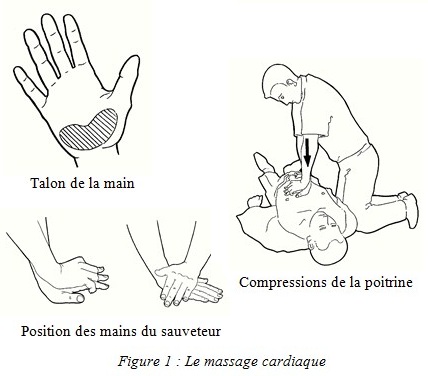 Talon de la main
Compressions de la poitrine
Position des mains du sauveteur
Figure 1 : Le massage cardiaque